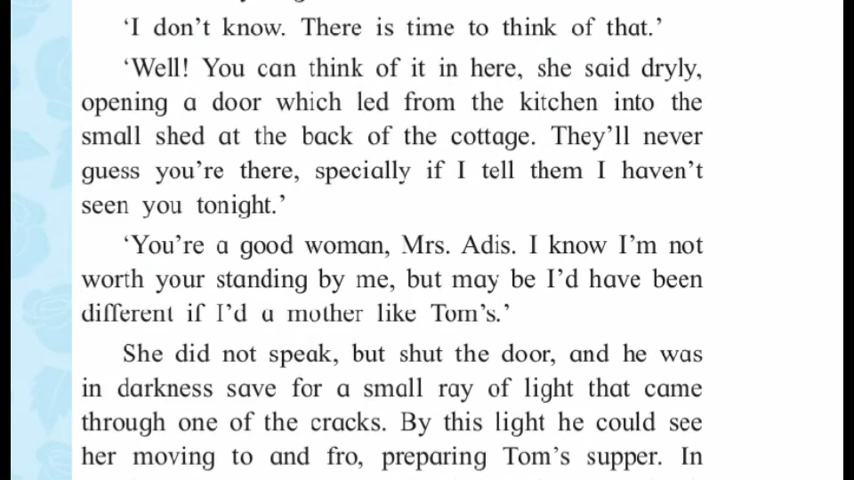 ‘I don’t know. There is time to think of that.’
‘Well! You can think of it in here, she said dryly,
opening a door which led from the kitchen into the
small shed at the back of the cottage. They’ll never
guess you’re there, specially if I tell them I haven’t
seen you tonight.’
‘You’re a good woman, Mrs. Adis. I know I’m not
worth your standing by me, but may be I’d have been
different if I’d a mother like Tom’s.’
She did not speak, but shut the door, and he was
in darkness save for a small ray of light that came
through one of the cracks. By this light he could see
her moving to and fro, preparing Tom’s supper. In